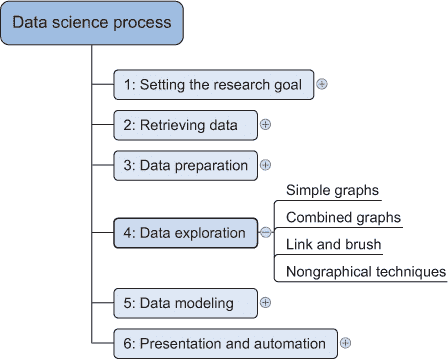 Data science process
1: Setting the research goal
2: Retrieving data
3: Data preparation
4: Data exploration
Simple graphs
Combined graphs
Link and brush
Nongraphical techniques
5: Data modeling
6: Presentation and automation